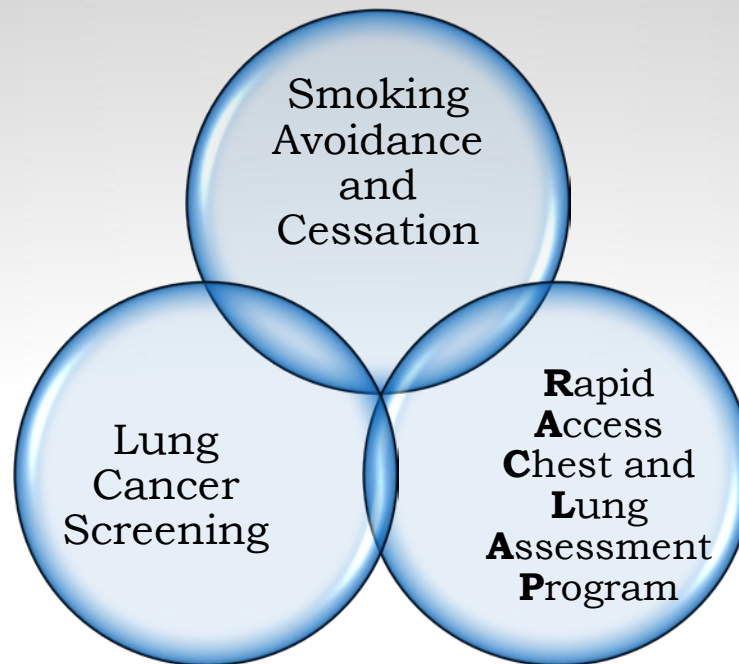 Smoking
Avoidance
and
Cessation
Lung
Cancer
Screening
Rapid
Access
Chest and
Lung
Assessment
Program